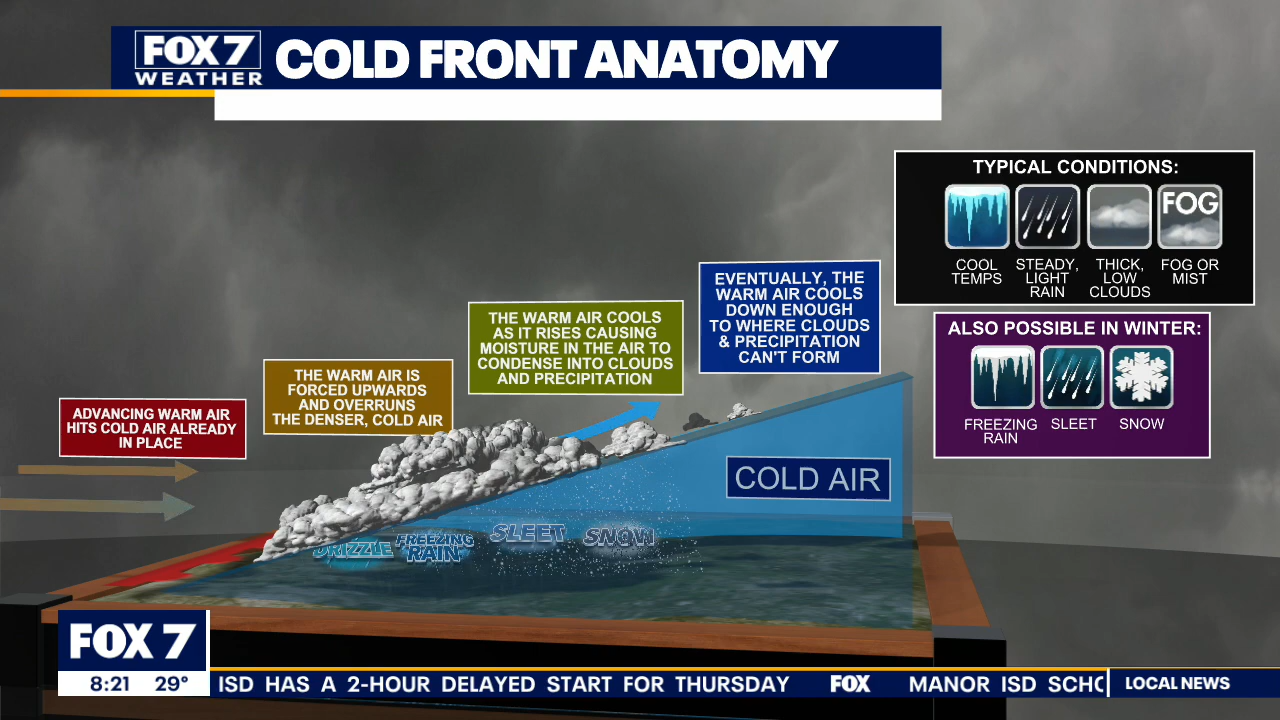 FOX 7
WEATHER
COLD FRONT ANATOMY
TYPICAL CONDITIONS:
FOG
COOL
TEMPS
STEADY,
LIGHT
RAIN
THICK,
LOW
CLOUDS
FOG OR
MIST
ALSO POSSIBLE IN WINTER:
FREEZING
RAIN
SLEET
SNOW
ADVANCING WARM AIR
HITS COLD AIR ALREADY
IN PLACE
THE WARM AIR IS
FORCED UPWARDS
AND OVERRUNS
THE DENSER, COLD AIR
THE WARM AIR COOLS
AS IT RISES CAUSING
MOISTURE IN THE AIR TO
CONDENSE INTO CLOUDS
AND PRECIPITATION
EVENTUALLY, THE
WARM AIR COOLS
DOWN ENOUGH
TO WHERE CLOUDS
& PRECIPITATION
CAN'T FORM
COLD AIR
DRIZZLE
FREEZING
RAIN
SLEET
SNOW
FOX 7
8:21 29°
ISD HAS A 2-HOUR DELAYED START FOR THURSDAY FOX MANOR ISD SCHO
LOCAL NEWS